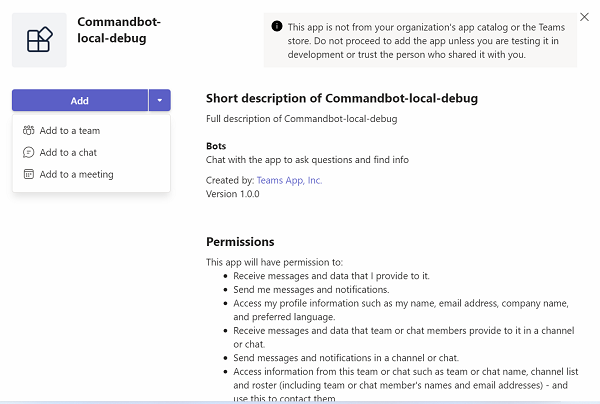 Commandbot-
local-debug
This app is not from your organization's app catalog or the Teams
store. Do not proceed to add the app unless you are testing it in
development or trust the person who shared it with you.
Add
Add to a team
Add to a chat
Add to a meeting
Short description of Commandbot-local-debug
Full description of Commandbot-local-debug
Bots
Chat with the app to ask questions and find info
Created by: Teams App, Inc.
Version 1.0.0
Permissions
This app will have permission to:
Receive messages and data that I provide to it.
Send me messages and notifications.
Access my profile information such as my name, email address, company name,
and preferred language.
Receive messages and data that team or chat members provide to it in a channel
or chat.
Send messages and notifications in a channel or chat.
Access information from this team or chat such as team or chat name, channel list
and roster (including team or chat member's names and email addresses) - and
use this to contact them.